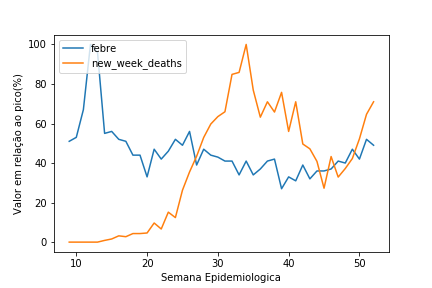 febre
new_week_deaths
Valor em relação ao pico(%)
100
80
60
40
20
0
10
20
30
40
50
Semana Epidemiologica